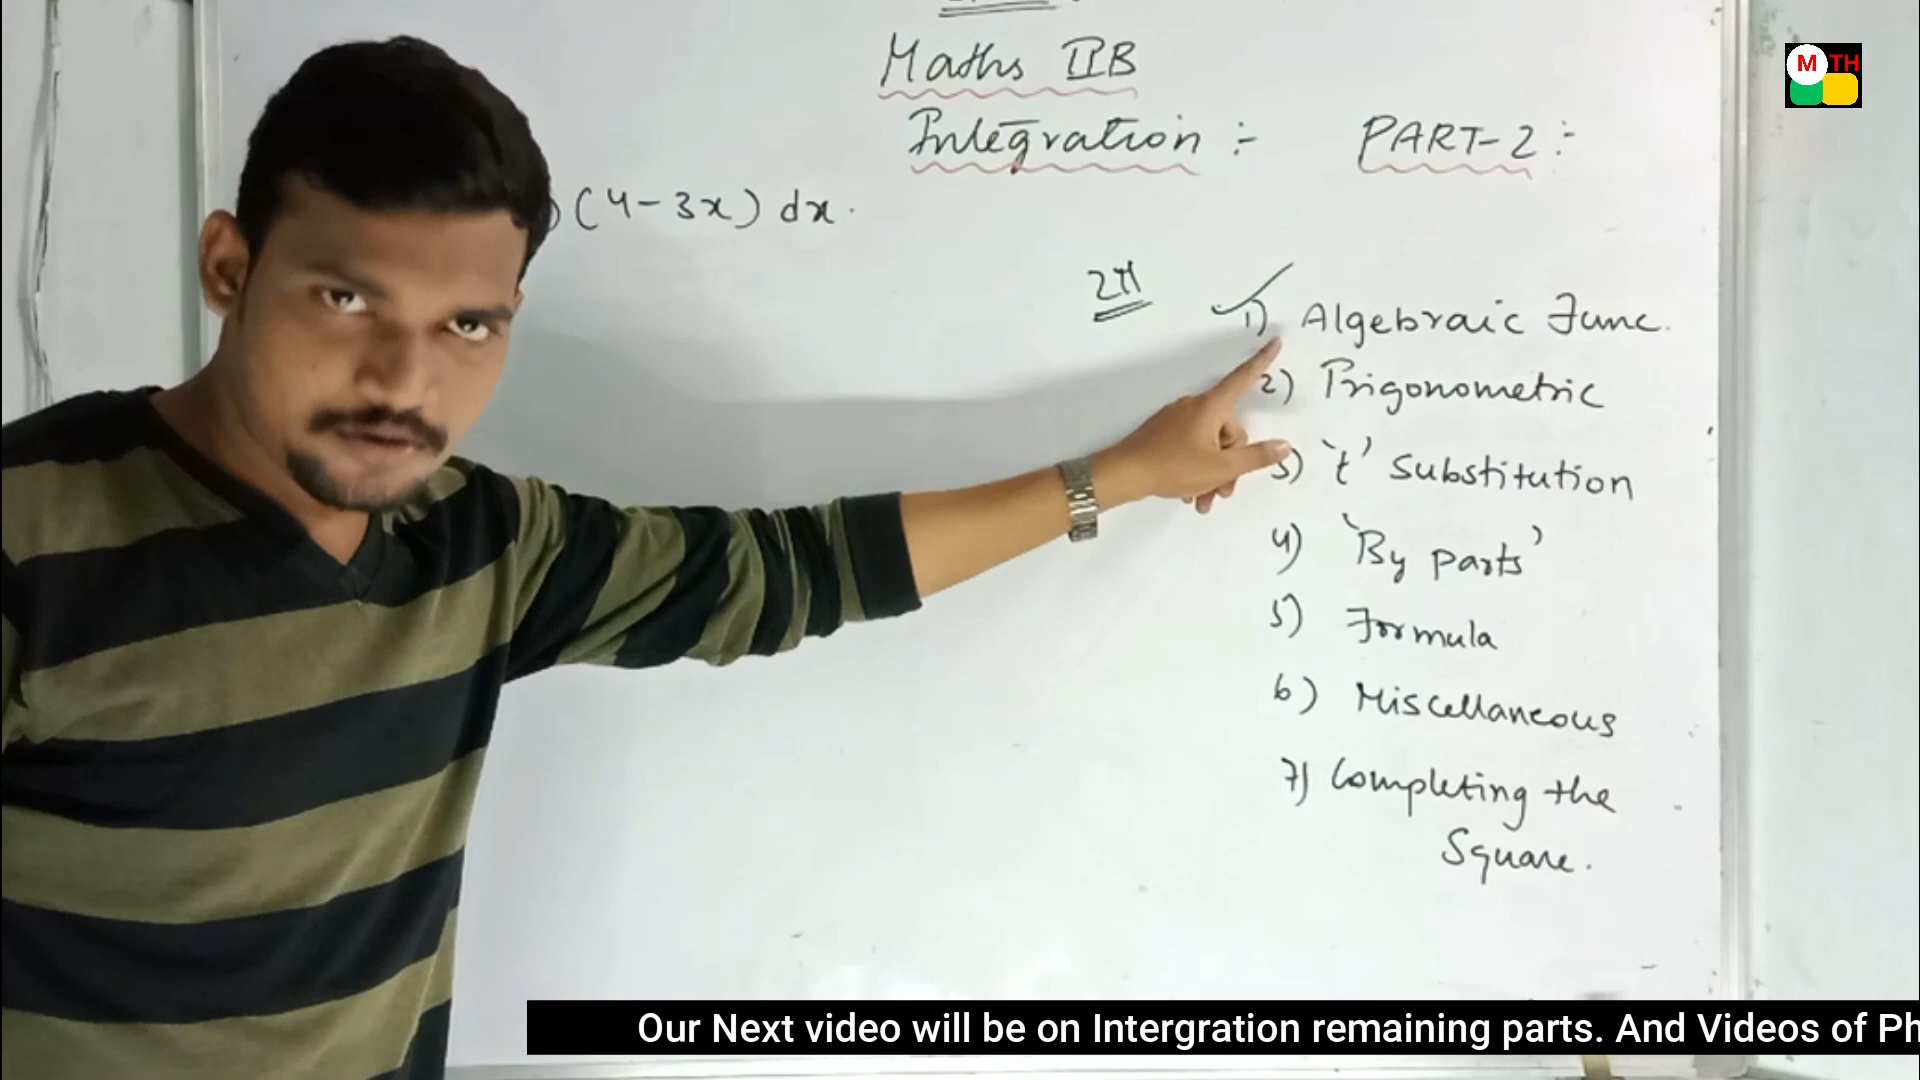 Maths IIB
Integration :-
PART-2 :-
) (4-3x) dx.
2M
1) Algebraic Func.
2) Trigonometric
3) 't' Substitution
4) 'By parts'
5) Formula
6) Miscellaneous
7) Completing the
Square.
M TH
Our Next video will be on Intergration remaining parts. And Videos of Ph